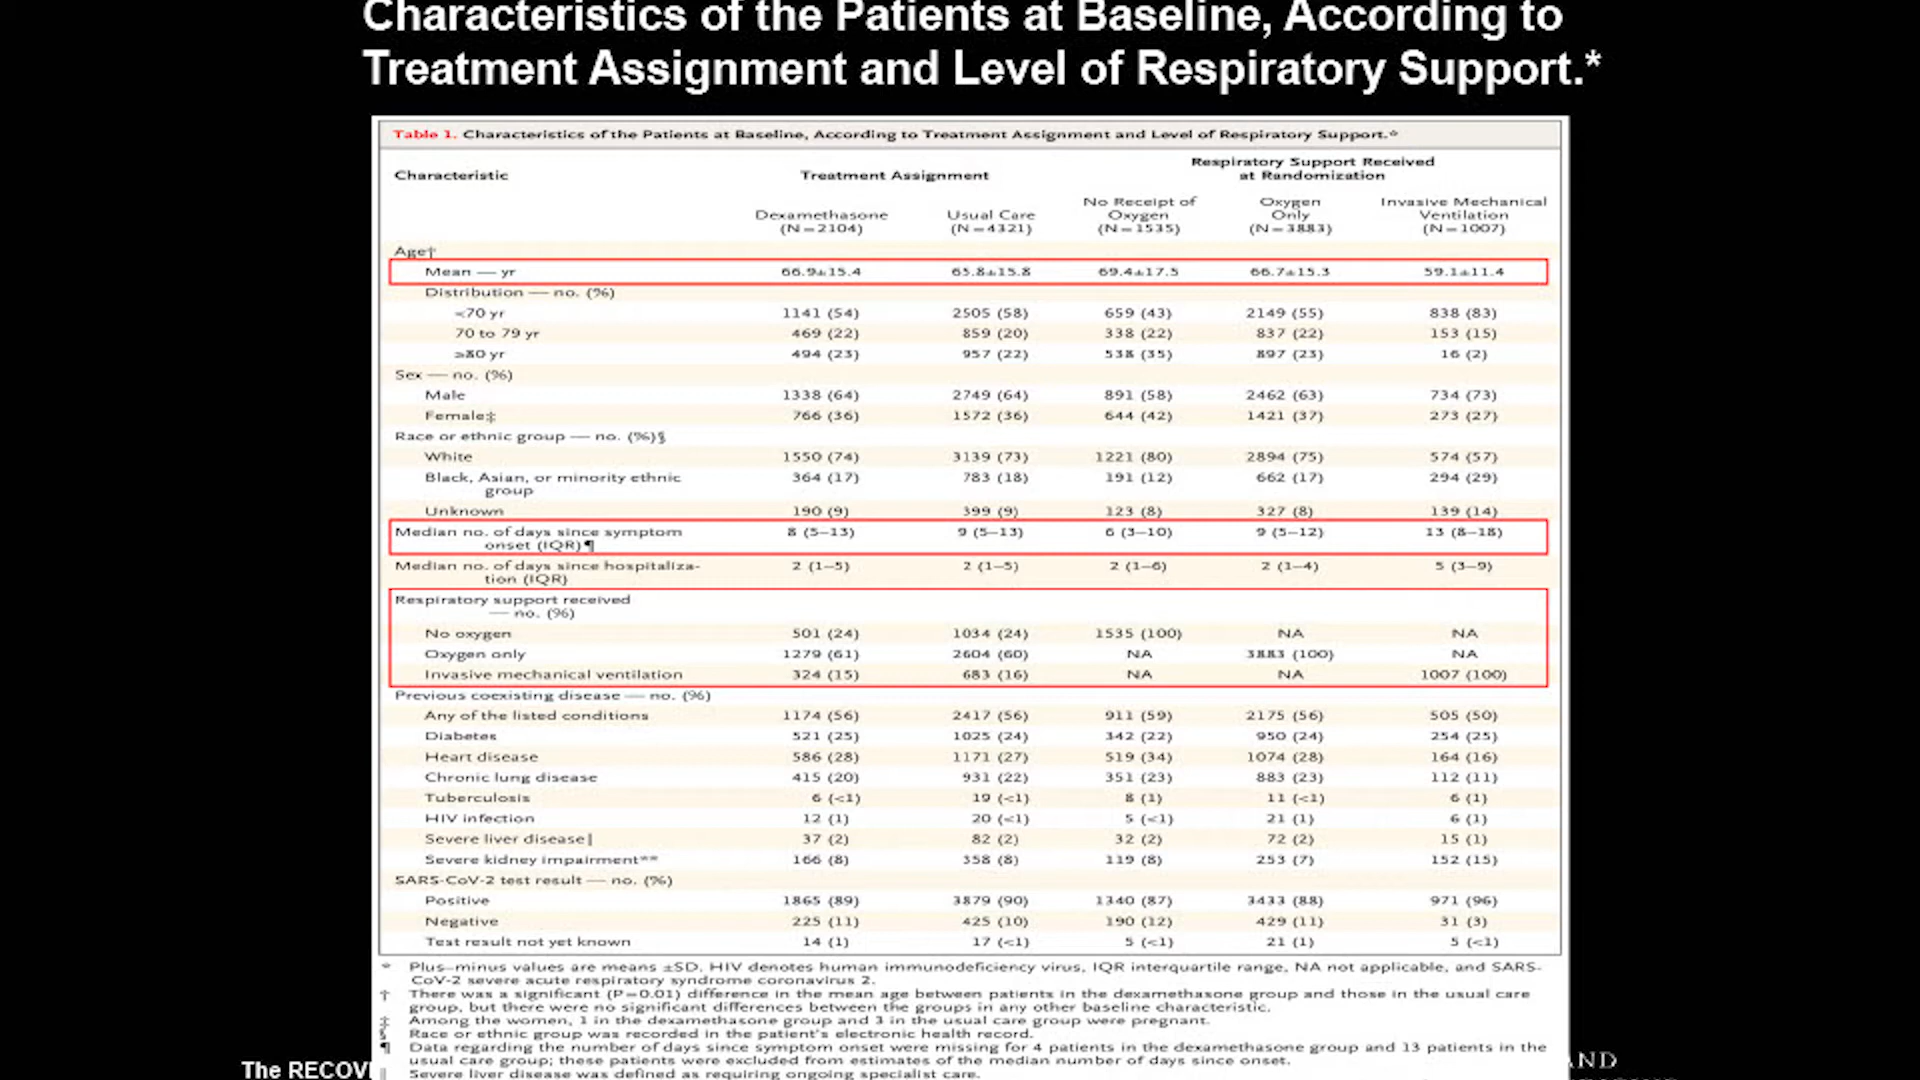 Characteristics of the Patients at Baseline, According to
Treatment Assignment and Level of Respiratory Support.*
Table 1. Characteristics of the Patients at Baseline, According to Treatment Assignment and Level of Respiratory Support.*
Characteristic Treatment Assignment Respiratory Support Received at Randomization
Dexamethasone (N=2104) Usual Care (N=4321) No Receipt of Oxygen (N=1535) Oxygen Only (N=3883) Invasive Mechanical Ventilation (N=1007)
Age†
Mean — yr 66.9±15.4 65.8±15.8 69.4±17.5 66.7±15.3 59.1±11.4
Distribution — no. (%)
<70 yr 1141 (54) 2505 (58) 659 (43) 2149 (55) 838 (83)
70 to 79 yr 469 (22) 859 (20) 338 (22) 837 (22) 153 (15)
≥80 yr 494 (23) 957 (22) 538 (35) 897 (23) 16 (2)
Sex — no. (%)
Male 1338 (64) 2749 (64) 891 (58) 2462 (63) 734 (73)
Female‡ 766 (36) 1572 (36) 644 (42) 1421 (37) 273 (27)
Race or ethnic group — no. (%)§
White 1550 (74) 3139 (73) 1221 (80) 2894 (75) 574 (57)
Black, Asian, or minority ethnic 364 (17) 783 (18) 191 (12) 662 (17) 294 (29)
group
Unknown 190 (9) 399 (9) 123 (8) 327 (8) 139 (14)
Median no. of days since symptom 8 (5–13) 9 (5–13) 6 (3–10) 9 (5–12) 13 (8–18)
onset (IQR)¶
Median no. of days since hospitaliza- 2 (1–5) 2 (1–5) 2 (1–6) 2 (1–4) 5 (3–9)
tion (IQR)
Respiratory support received
— no. (%)
No oxygen 501 (24) 1034 (24) 1535 (100) NA NA
Oxygen only 1279 (61) 2604 (60) NA 3883 (100) NA
Invasive mechanical ventilation 324 (15) 683 (16) NA NA 1007 (100)
Previous coexisting disease — no. (%)
Any of the listed conditions 1174 (56) 2417 (56) 911 (59) 2175 (56) 505 (50)
Diabetes 521 (25) 1025 (24) 342 (22) 950 (24) 254 (25)
Heart disease 586 (28) 1171 (27) 519 (34) 1074 (28) 164 (16)
Chronic lung disease 415 (20) 931 (22) 351 (23) 883 (23) 112 (11)
Tuberculosis 6 (<1) 19 (<1) 8 (1) 11 (<1) 6 (1)
HIV infection 12 (1) 20 (<1) 5 (<1) 21 (1) 6 (1)
Severe liver disease‖ 37 (2) 82 (2) 32 (2) 72 (2) 15 (1)
Severe kidney impairment** 166 (8) 358 (8) 119 (8) 253 (7) 152 (15)
SARS-CoV-2 test result — no. (%)
Positive 1865 (89) 3879 (90) 1340 (87) 3433 (88) 971 (96)
Negative 225 (11) 425 (10) 190 (12) 429 (11) 31 (3)
Test result not yet known 14 (1) 17 (<1) 5 (<1) 21 (1) 5 (<1)
* Plus–minus values are means ±SD. HIV denotes human immunodeficiency virus, IQR interquartile range, NA not applicable, and SARS-
CoV-2 severe acute respiratory syndrome coronavirus 2.
† There was a significant (P=0.01) difference in the mean age between patients in the dexamethasone group and those in the usual care
group, but there were no significant differences between the groups in any other baseline characteristic.
‡ Among the women, 1 in the dexamethasone group and 3 in the usual care group were pregnant.
§ Race or ethnic group was recorded in the patient's electronic health record.
¶ Data regarding the number of days since symptom onset were missing for 4 patients in the dexamethasone group and 13 patients in the
usual care group; these patients were excluded from estimates of the median number of days since onset.
‖ Severe liver disease was defined as requiring ongoing specialist care.
The RECOV
AND